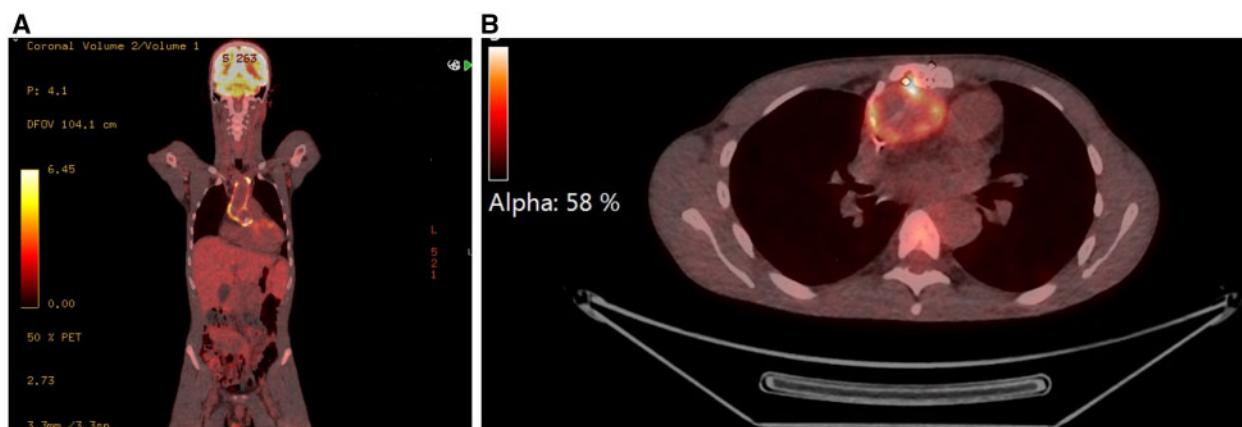 A
Coronal Volume 2/Volume 1
S 263
P: 4.1
DFOV 104.1 cm
6.45
L
5
2
1
0.00
50 % PET
2.73
B
Alpha: 58 %